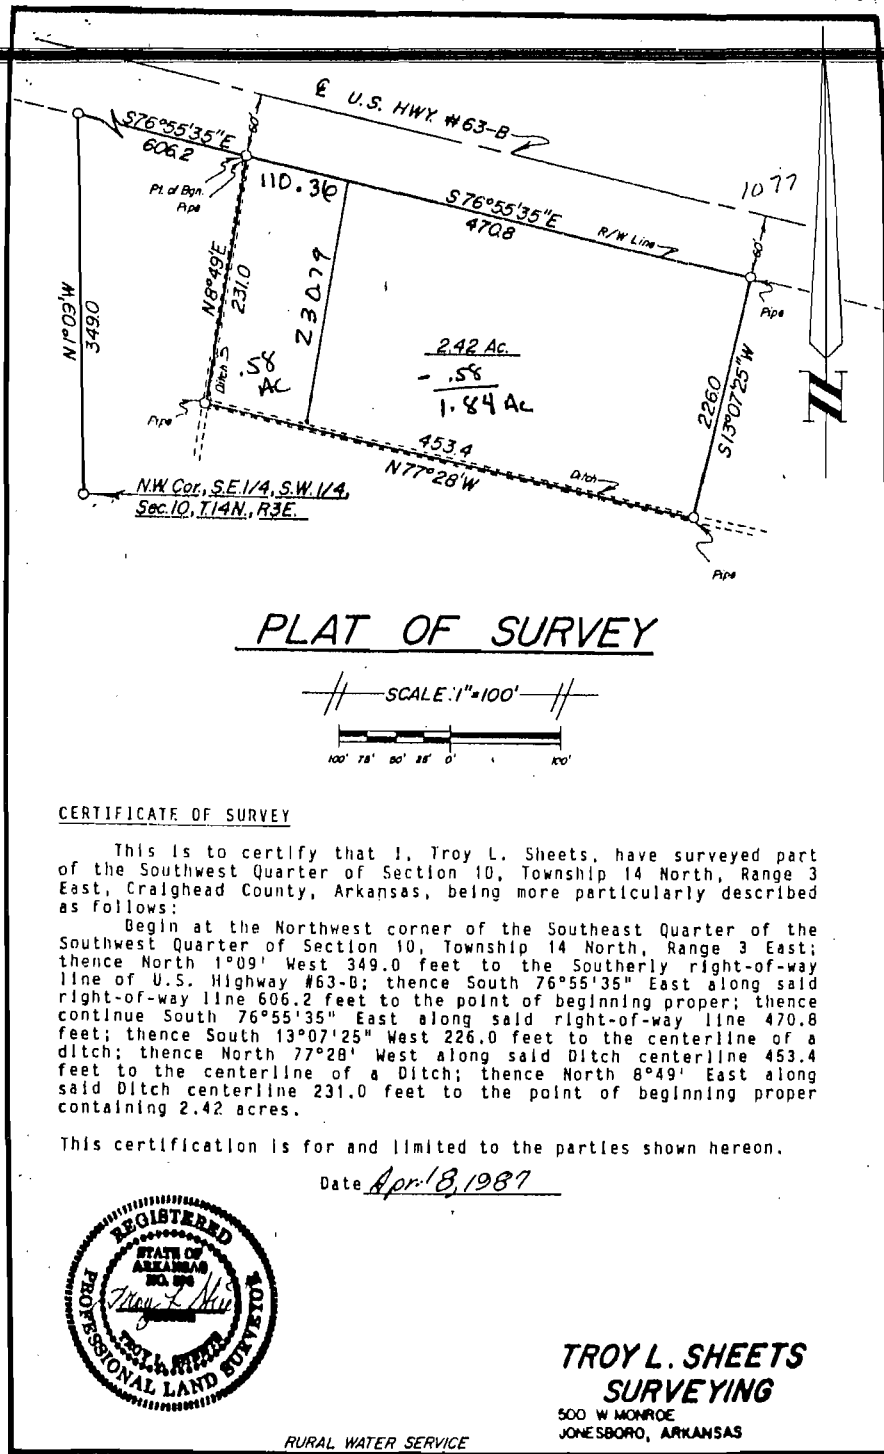 ℄ U.S. HWY. #63-B
60'
S76°55'35"E
606.2
Pt. of Bgn.
Pipe
110.36
1077
S76°55'35"E
470.8
R/W Line
60'
Pipe
N1°09'W
349.0
N8°49'E
231.0
Ditch
230.79
.58
AC
2.42 Ac.
- .58
1.84 Ac
226.0
S13°07'25"W
Pipe
453.4
N77°28'W
Ditch
Pipe
N.W. Cor., S.E.1/4, S.W.1/4,
Sec.10, T.14N., R3E.
N
PLAT OF SURVEY
SCALE: 1"=100'
100' 75' 50' 25' 0' 100'
CERTIFICATE OF SURVEY
This is to certify that I, Troy L. Sheets, have surveyed part
of the Southwest Quarter of Section 10, Township 14 North, Range 3
East, Craighead County, Arkansas, being more particularly described
as follows:
Begin at the Northwest corner of the Southeast Quarter of the
Southwest Quarter of Section 10, Township 14 North, Range 3 East;
thence North 1°09' West 349.0 feet to the Southerly right-of-way
line of U.S. Highway #63-B; thence South 76°55'35" East along said
right-of-way line 606.2 feet to the point of beginning proper; thence
continue South 76°55'35" East along said right-of-way line 470.8
feet; thence South 13°07'25" West 226.0 feet to the centerline of a
ditch; thence North 77°28' West along said Ditch centerline 453.4
feet to the centerline of a Ditch; thence North 8°49' East along
said Ditch centerline 231.0 feet to the point of beginning proper
containing 2.42 acres.
This certification is for and limited to the parties shown hereon.
Date April 8, 1987
REGISTERED
PROFESSIONAL LAND SURVEYOR
STATE OF
ARKANSAS
NO.
TROY L. SHEETS
TROY L. SHEETS
SURVEYING
500 W MONROE
JONESBORO, ARKANSAS
RURAL WATER SERVICE